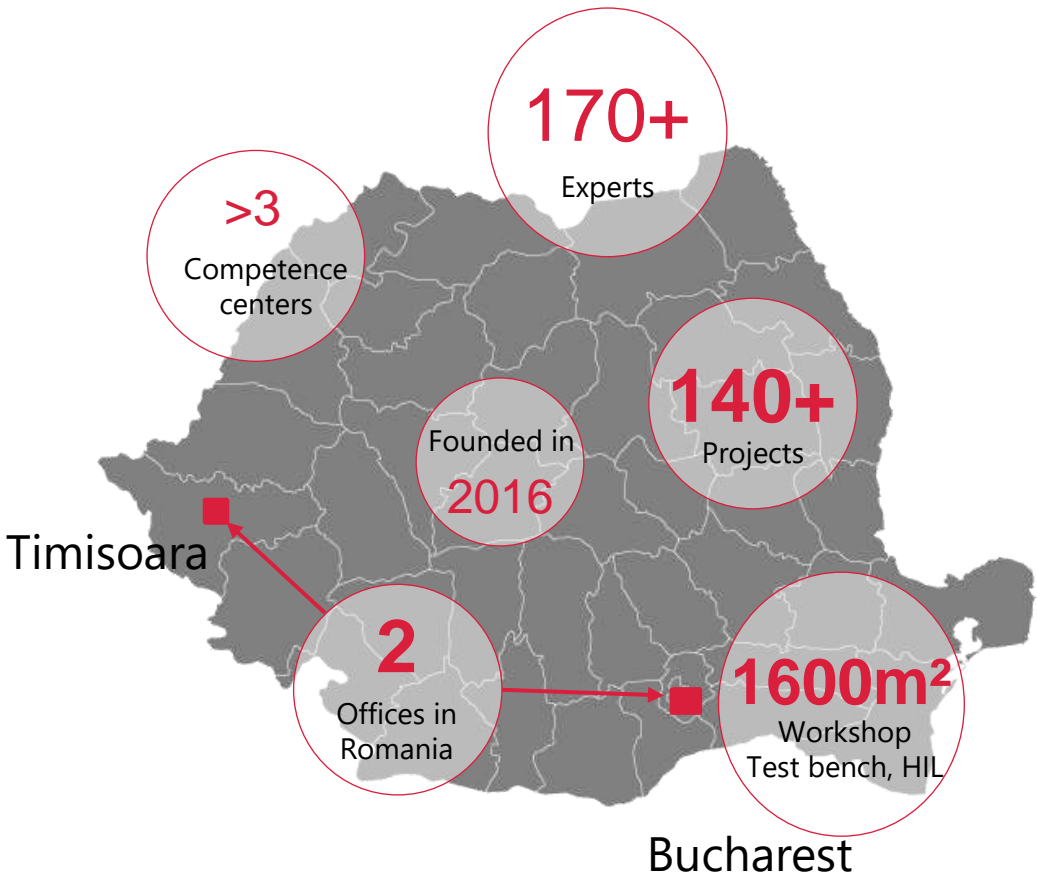 170+
Experts
>3
Competence
centers
140+
Projects
Founded in
2016
Timisoara
2
Offices in
Romania
1600m²
Workshop
Test bench, HIL
Bucharest